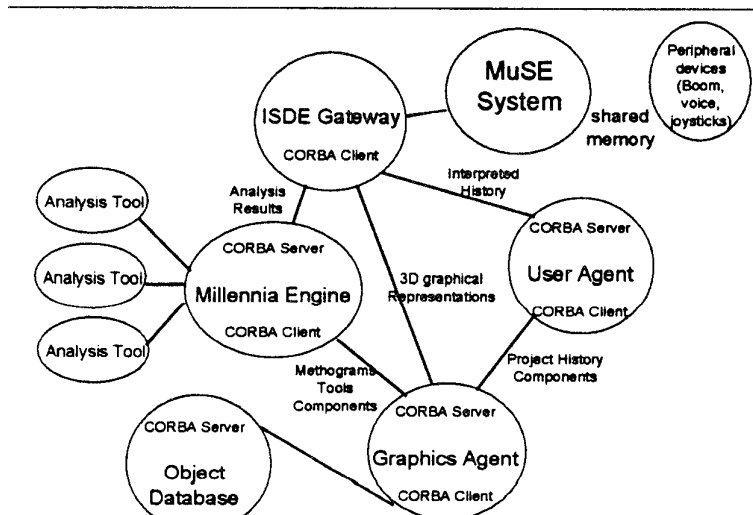 MuSE
System
Peripheral
devices
(Boom,
voice,
joysticks)
shared
memory
ISDE Gateway
CORBA Client
Interpreted
History
Analysis
Results
Analysis Tool
Analysis Tool
Analysis Tool
CORBA Server
Millennia Engine
CORBA Client
3D graphical
Representations
CORBA Server
User Agent
CORBA Client
Methograms
Tools
Components
Project History
Components
CORBA Server
Graphics Agent
CORBA Client
CORBA Server
Object
Database